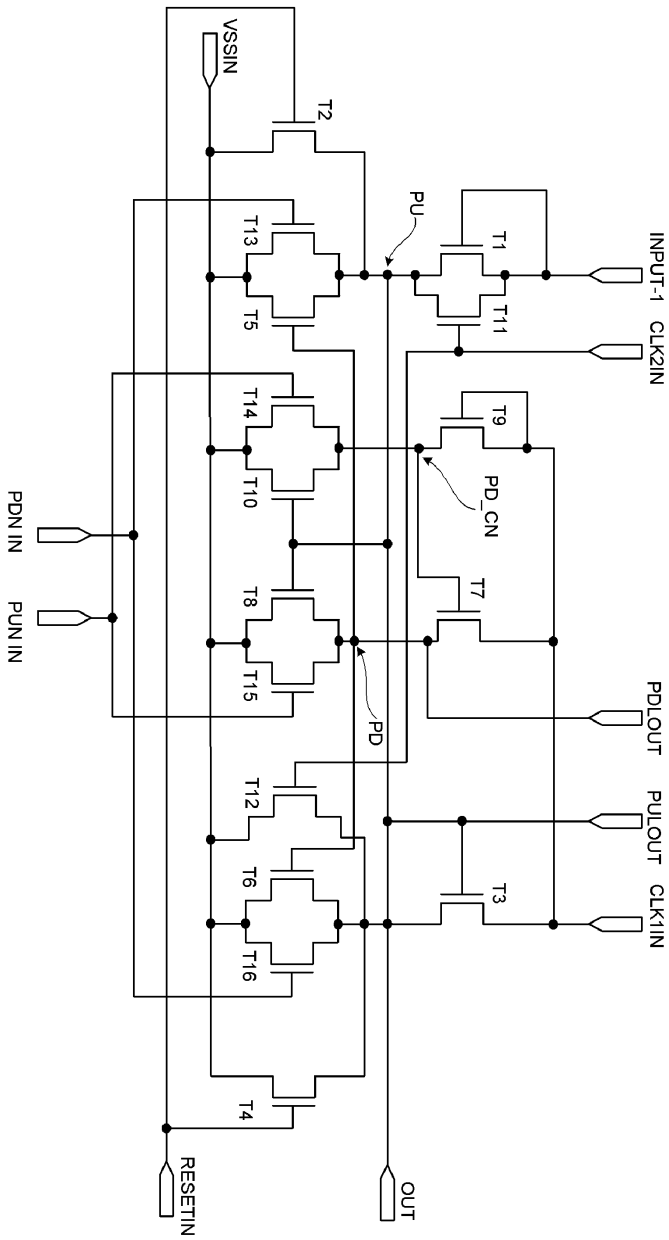 INPUT-1
CLK2IN
PDLOUT
PULOUT
CLK1IN
T1
T11
T9
T7
T3
PU
PD_CN
PD
OUT
T2
T13
T5
T14
T10
T8
T15
T12
T6
T16
T4
VSSIN
RESETIN
PDN IN
PUN IN